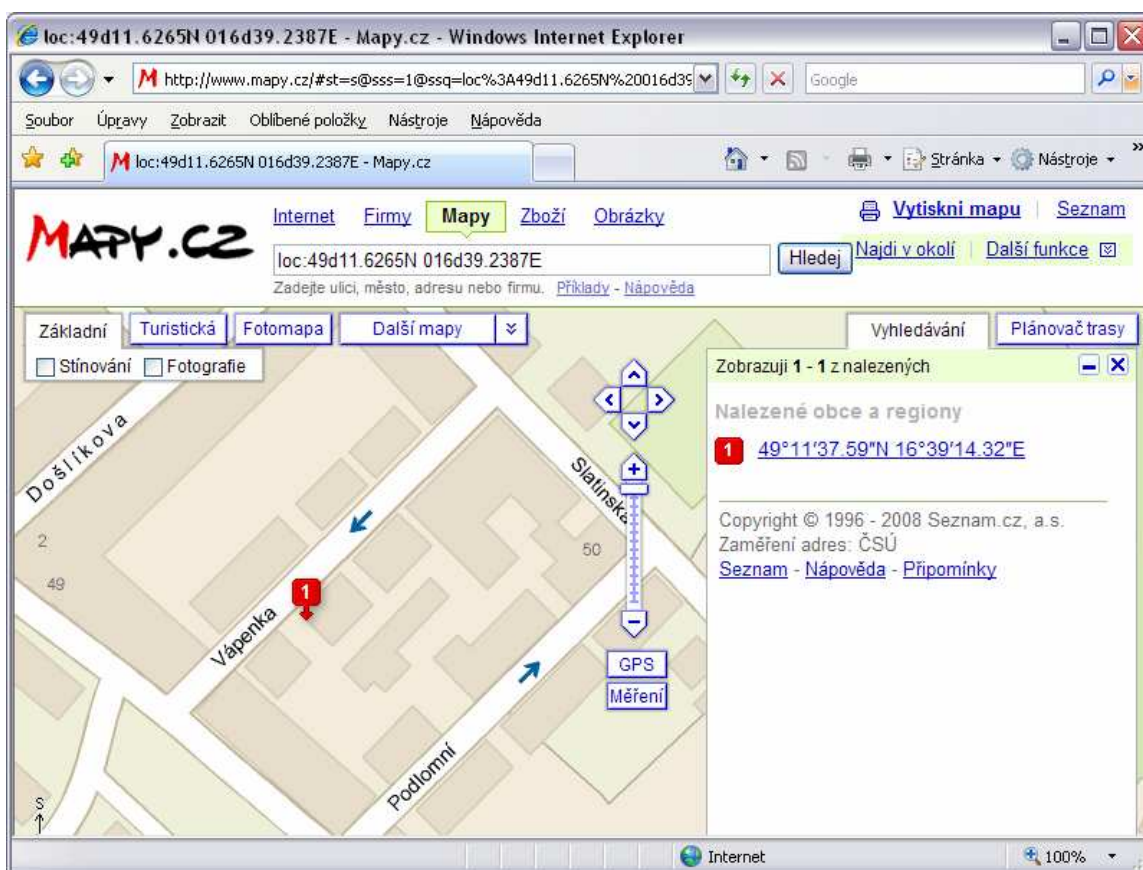 loc:49d11.6265N 016d39.2387E - Mapy.cz - Windows Internet Explorer
http://www.mapy.cz/#st=s@sss=1@ssq=loc%3A49d11.6265N%20016d39
Google
Soubor Úpravy Zobrazit Oblíbené položky Nástroje Nápověda
loc:49d11.6265N 016d39.2387E - Mapy.cz
Stránka Nástroje
MAPY.CZ
Internet Firmy Mapy Zboží Obrázky
Vytiskni mapu Seznam
loc:49d11.6265N 016d39.2387E
Hledej
Najdi v okolí Další funkce
Zadejte ulici, město, adresu nebo firmu. Příklady - Nápověda
Základní Turistická Fotomapa Další mapy
Vyhledávání Plánovač trasy
Stínování Fotografie
Zobrazuji 1 - 1 z nalezených
Nalezené obce a regiony
1 49°11'37.59"N 16°39'14.32"E
Copyright © 1996 - 2008 Seznam.cz, a.s.
Zaměření adres: ČSÚ
Seznam - Nápověda - Připomínky
Došlíkova
Slatinská
2
50
49
1
Vápenka
GPS
Měření
Podlomní
S
Internet
100%